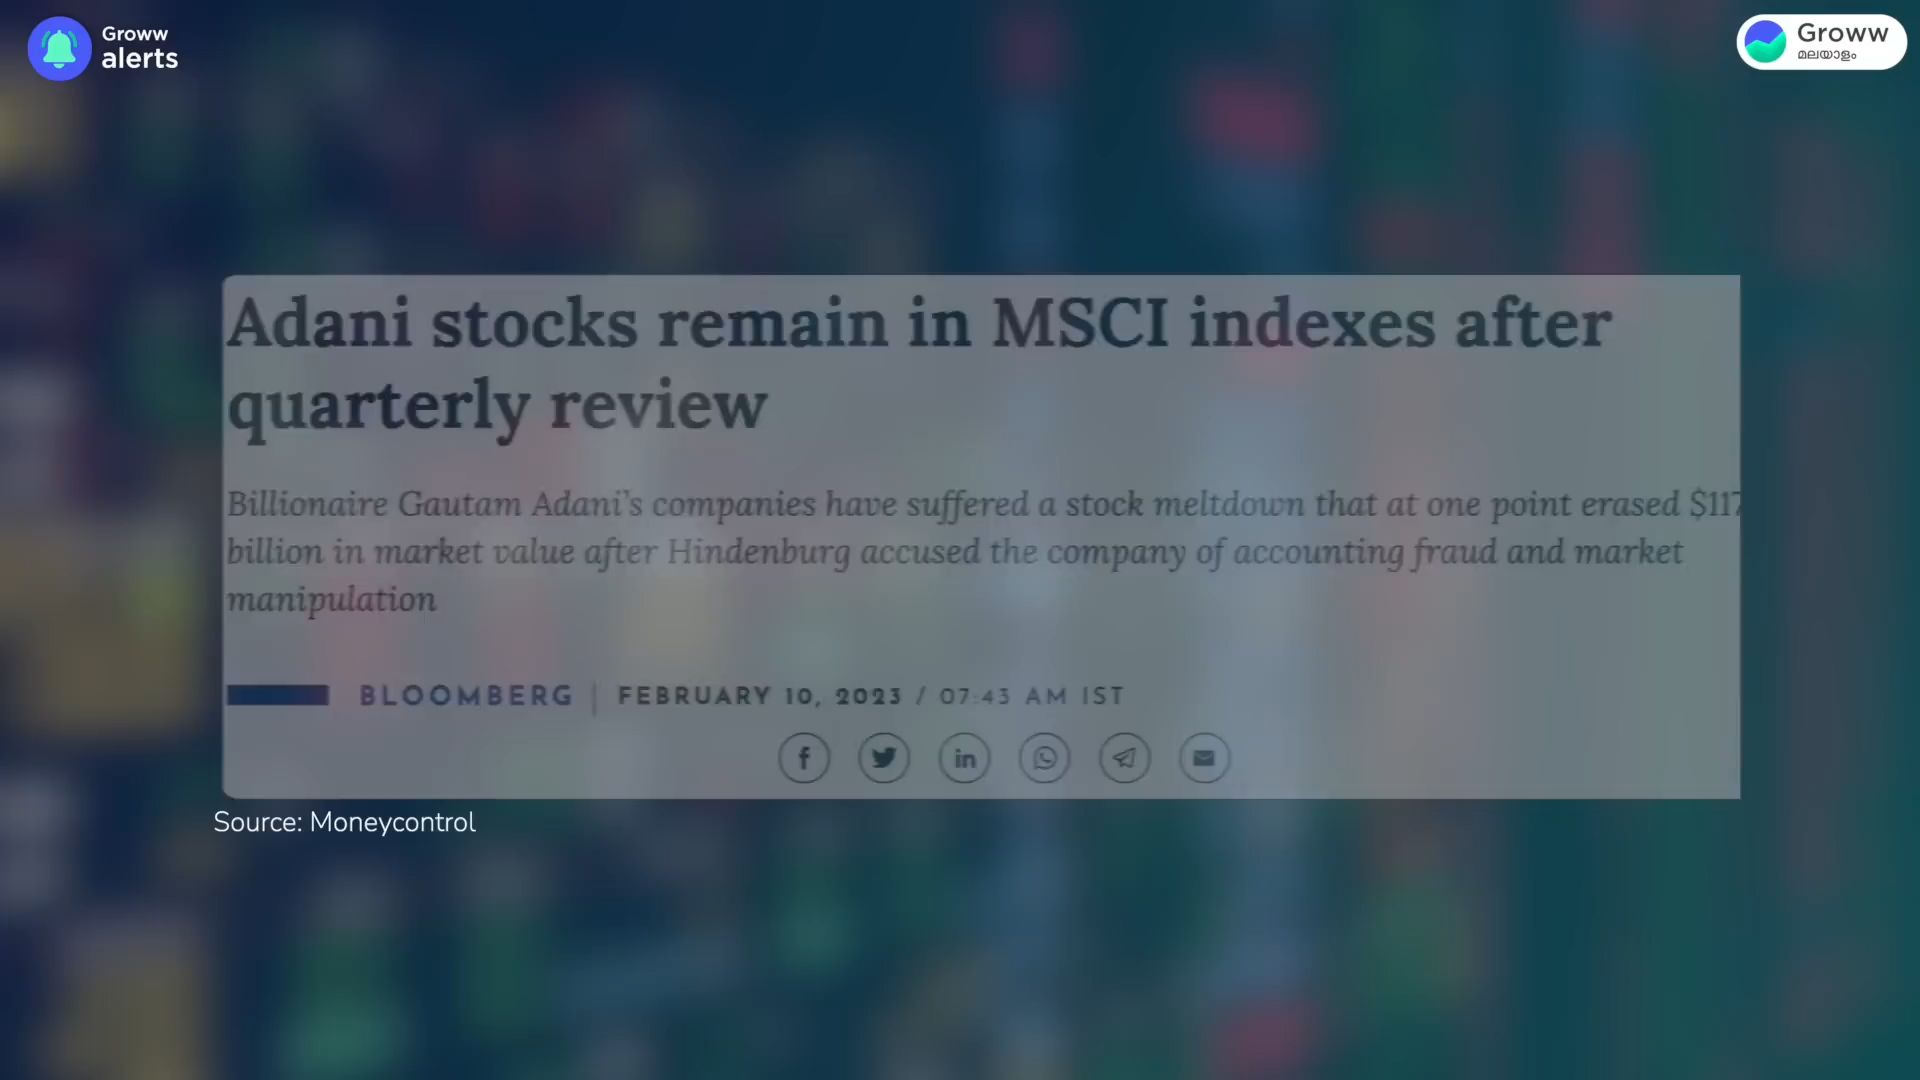 Groww
alerts
Groww
മലയാളം
Adani stocks remain in MSCI indexes after
quarterly review
Billionaire Gautam Adani's companies have suffered a stock meltdown that at one point erased $117
billion in market value after Hindenburg accused the company of accounting fraud and market
manipulation
BLOOMBERG | FEBRUARY 10, 2023 / 07:43 AM IST
Source: Moneycontrol